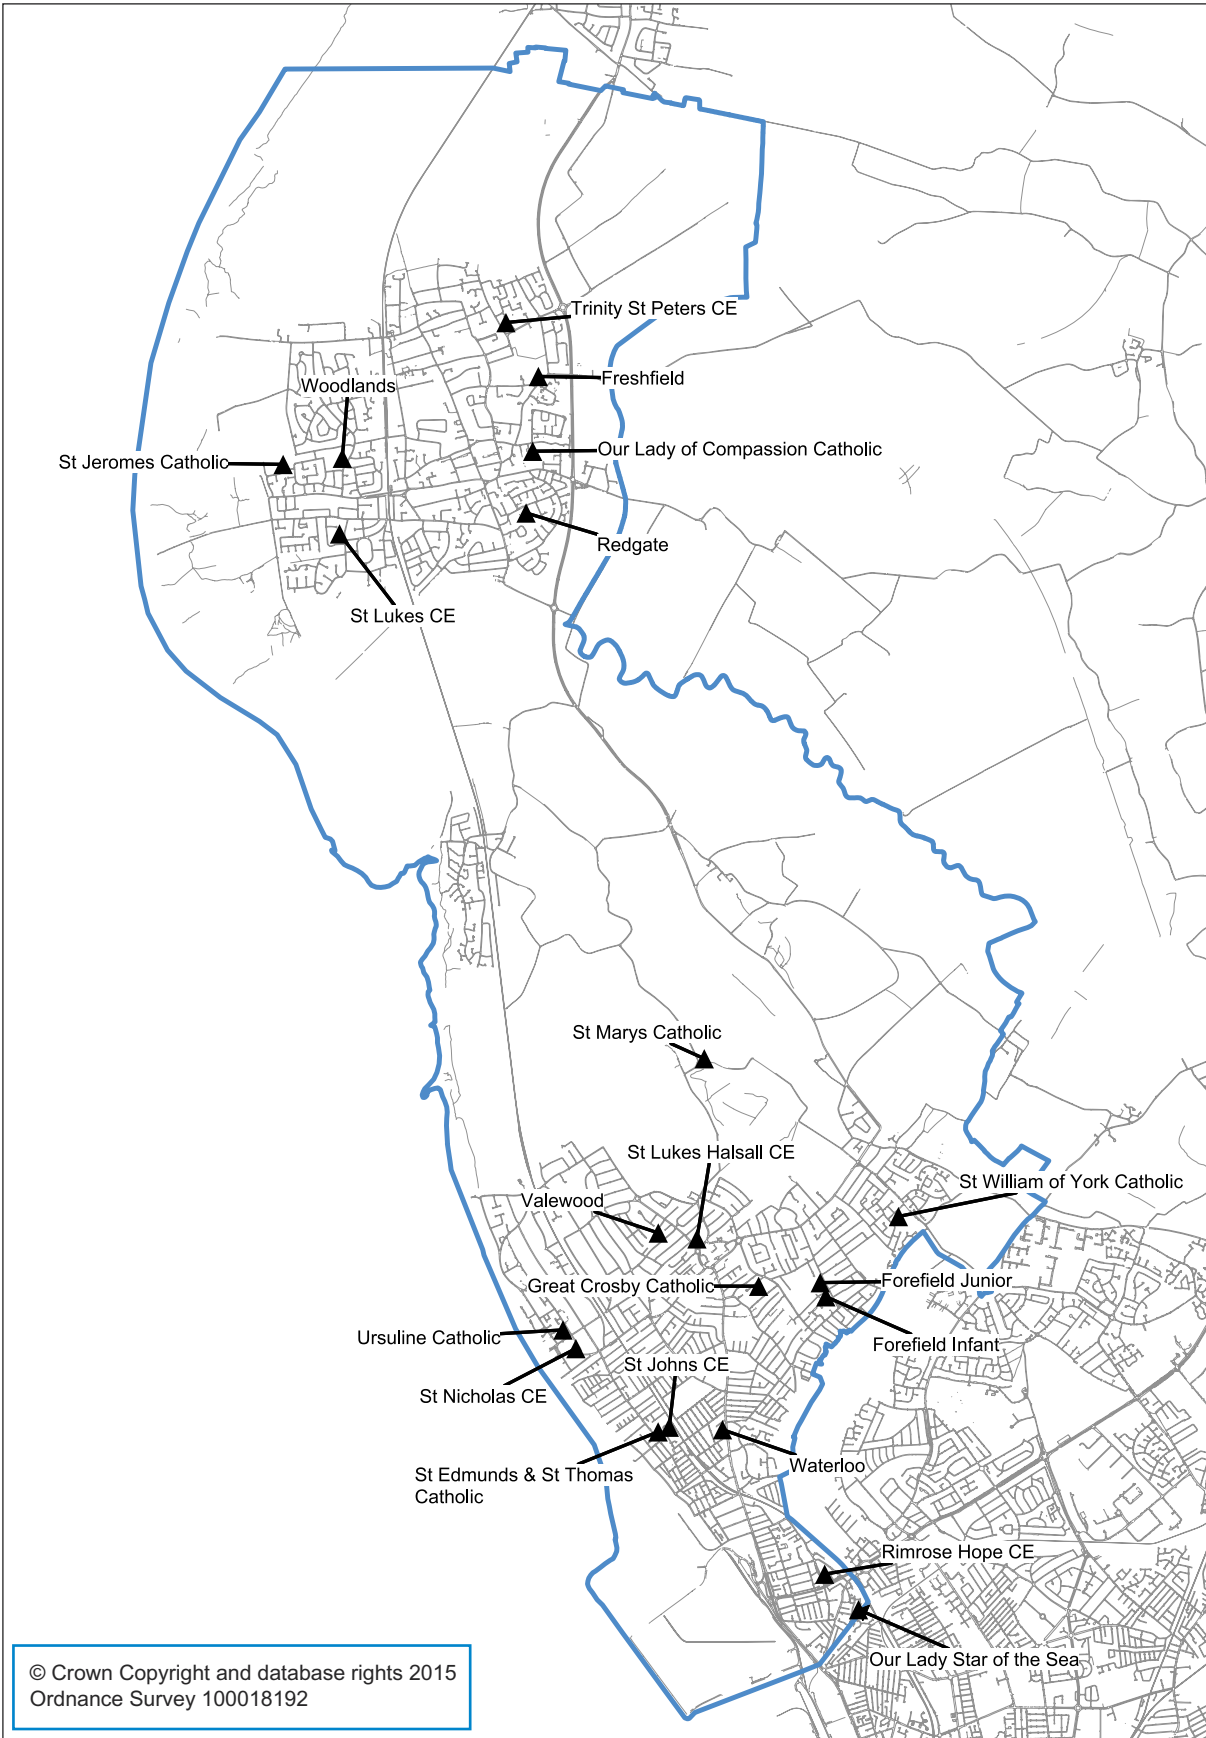 Trinity St Peters CE
Freshfield
Woodlands
Our Lady of Compassion Catholic
St Jeromes Catholic
Redgate
St Lukes CE
St Marys Catholic
St Lukes Halsall CE
St William of York Catholic
Valewood
Forefield Junior
Great Crosby Catholic
Ursuline Catholic
Forefield Infant
St Johns CE
St Nicholas CE
Waterloo
St Edmunds & St Thomas
Catholic
Rimrose Hope CE
Our Lady Star of the Sea
© Crown Copyright and database rights 2015
Ordnance Survey 100018192